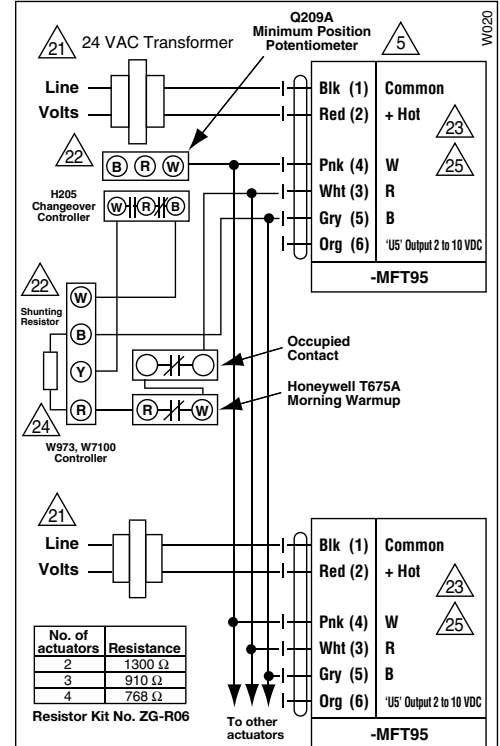 W020
21
24 VAC Transformer
Q209A
Minimum Position
Potentiometer
5
Line
Volts
Blk (1) Common
Red (2) + Hot
23
Pnk (4) W
25
Wht (3) R
Gry (5) B
Org (6) 'U5' Output 2 to 10 VDC
-MFT95
22
B R W
H205
Changeover
Controller
W R B
22
Shunting
Resistor
W
B
Y
R
24
W973, W7100
Controller
Occupied
Contact
Honeywell T675A
Morning Warmup
R W
21
Line
Volts
Blk (1) Common
Red (2) + Hot
23
Pnk (4) W
25
Wht (3) R
Gry (5) B
Org (6) 'U5' Output 2 to 10 VDC
-MFT95
No. of actuators Resistance
2 1300 Ω
3 910 Ω
4 768 Ω
Resistor Kit No. ZG-R06
To other
actuators